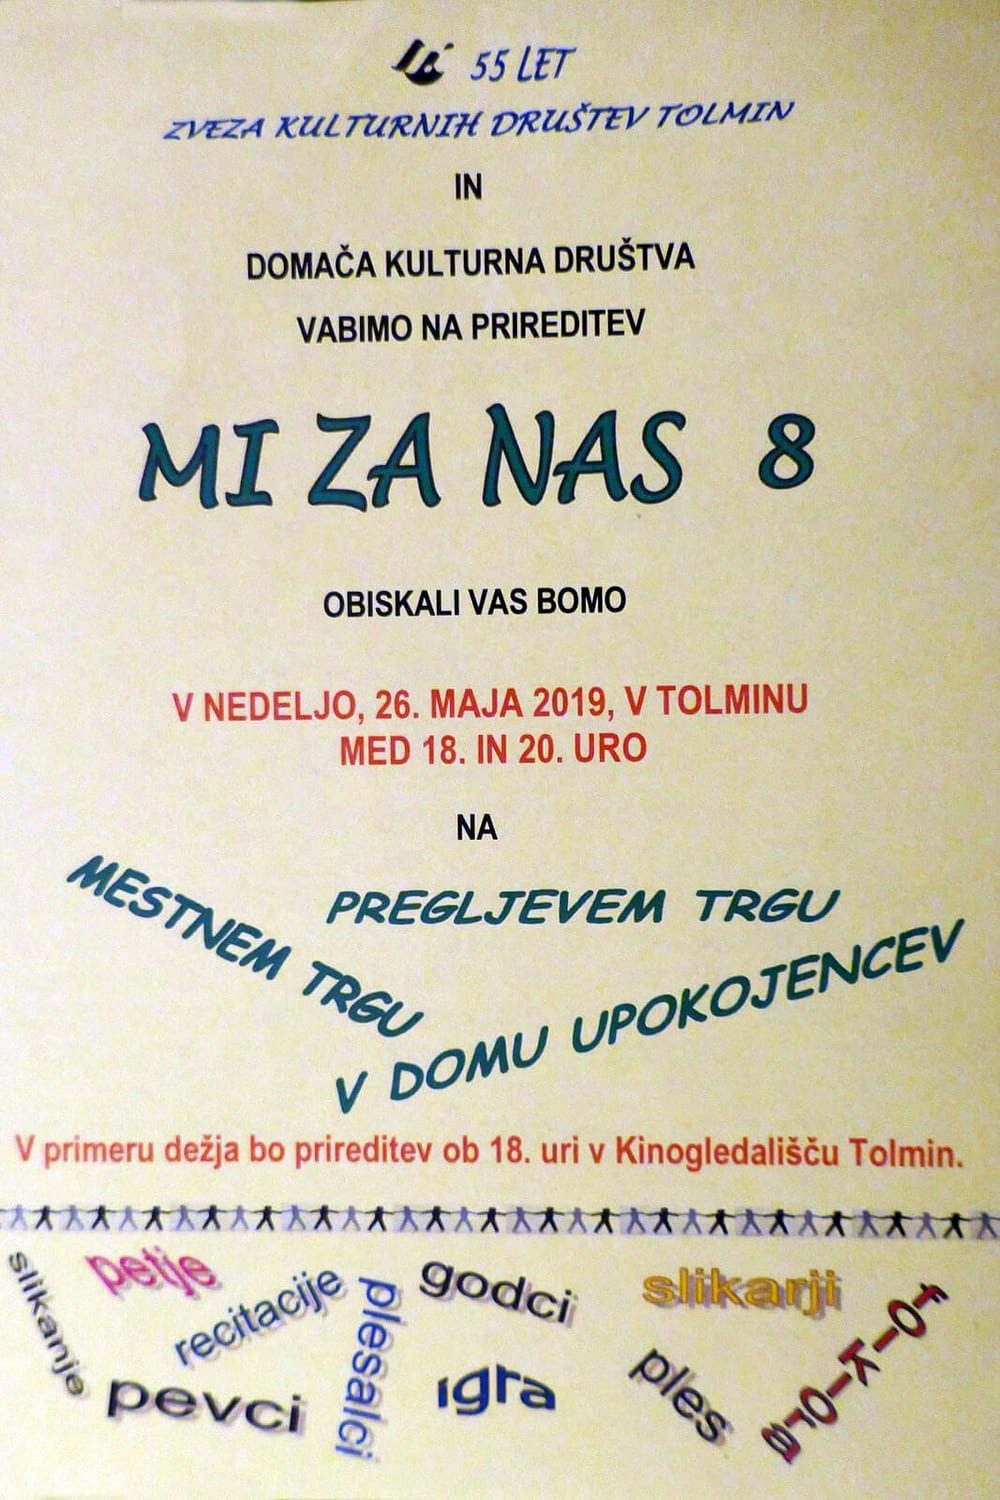 55 LET
ZVEZA KULTURNIH DRUŠTEV TOLMIN
IN
DOMAČA KULTURNA DRUŠTVA
VABIMO NA PRIREDITEV
MI ZA NAS 8
OBISKALI VAS BOMO
V NEDELJO, 26. MAJA 2019, V TOLMINU
MED 18. IN 20. URO
NA
MESTNEM TRGU
PREGLJEVEM TRGU
V DOMU UPOKOJENCEV
V primeru dežja bo prireditev ob 18. uri v Kinogledališču Tolmin.
slikanje
petje
recitacije
pevci
plesalci
godci
igra
slikarji
ples
folklora